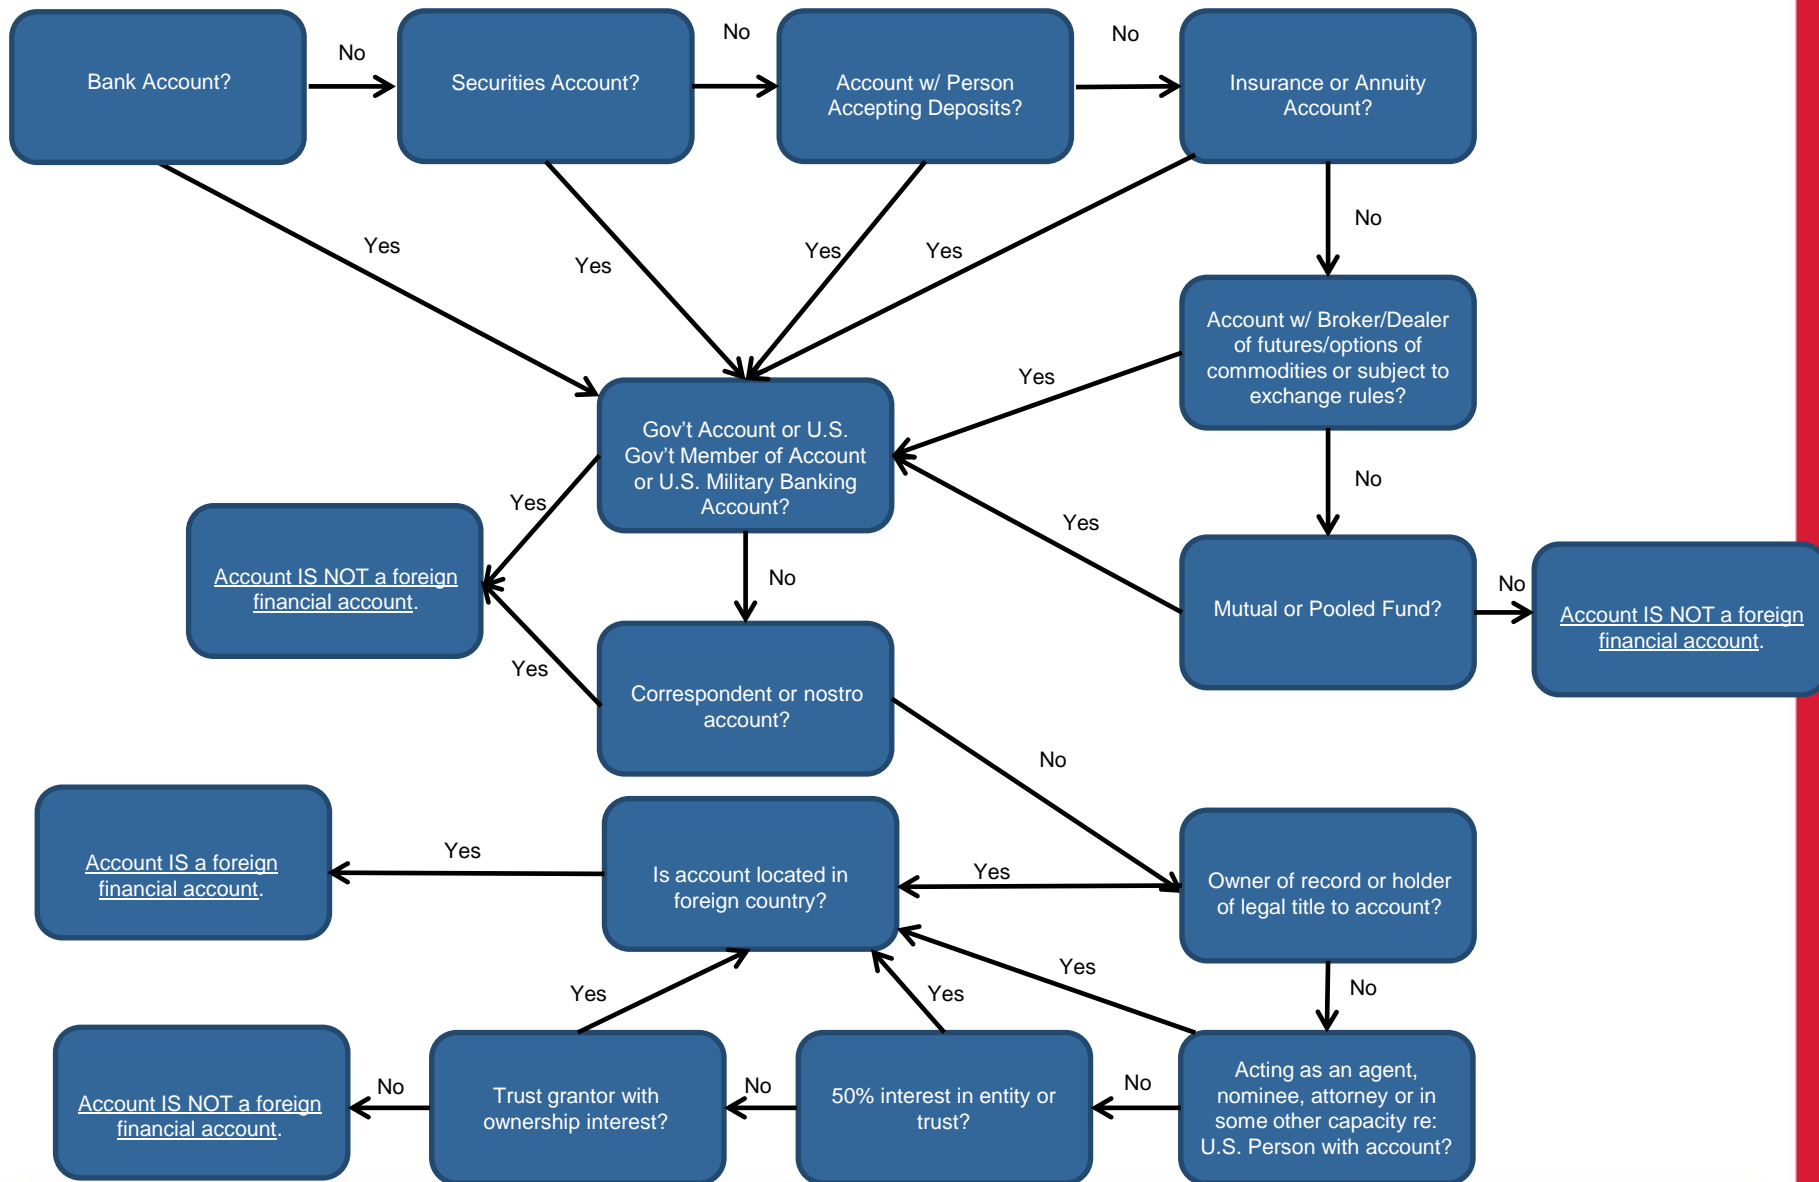 Bank Account?
No
Securities Account?
No
Account w/ Person
Accepting Deposits?
No
Insurance or Annuity
Account?
Yes
Yes
Yes
Yes
No
Account w/ Broker/Dealer
of futures/options of
commodities or subject to
exchange rules?
Yes
No
Gov't Account or U.S.
Gov't Member of Account
or U.S. Military Banking
Account?
Yes
Yes
Account IS NOT a foreign
financial account.
No
Mutual or Pooled Fund?
No
Account IS NOT a foreign
financial account.
Yes
Correspondent or nostro
account?
No
Account IS a foreign
financial account.
Yes
Is account located in
foreign country?
Yes
Owner of record or holder
of legal title to account?
Yes
Yes
Yes
No
Account IS NOT a foreign
financial account.
No
Trust grantor with
ownership interest?
No
50% interest in entity or
trust?
No
Acting as an agent,
nominee, attorney or in
some other capacity re:
U.S. Person with account?